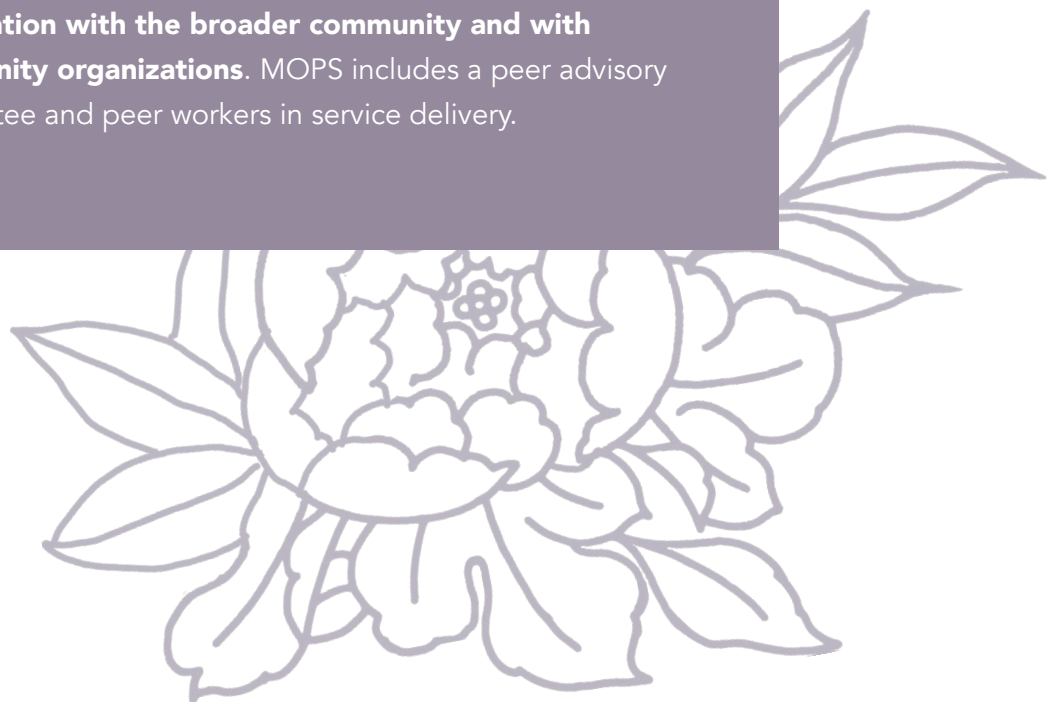 tion with the broader community and with
nity organizations. MOPS includes a peer advisory
tee and peer workers in service delivery.